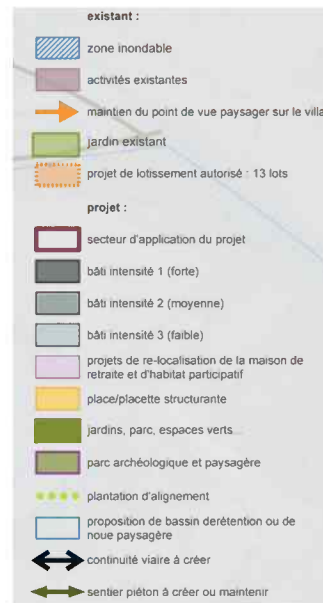 existant :
zone inondable
activités existantes
maintien du point de vue paysager sur le villa
jardin existant
projet de lotissement autorisé : 13 lots
projet :
secteur d'application du projet
bâti intensité 1 (forte)
bâti intensité 2 (moyenne)
bâti intensité 3 (faible)
projets de re-localisation de la maison de
retraite et d'habitat participatif
place/placette structurante
jardins, parc, espaces verts...
parc archéologique et paysagère
plantation d'alignement
proposition de bassin derétention ou de
noue paysagère
continuité viaire à créer
sentier piéton à créer ou maintenir